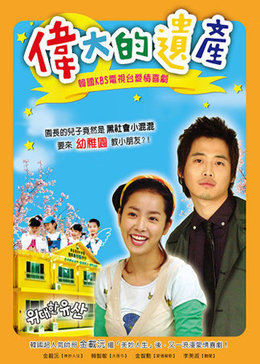 偉大的遺產
韓國KBS電視台愛情喜劇
園長的兒子竟然是黑社會小混混
要來 幼稚園 教小朋友?!
위대한 유산
韓國超人氣帥哥 金載沅 繼「美妙人生」後,又一浪漫愛情喜劇!
金載沅 韓智敏 金智勳 李美淑